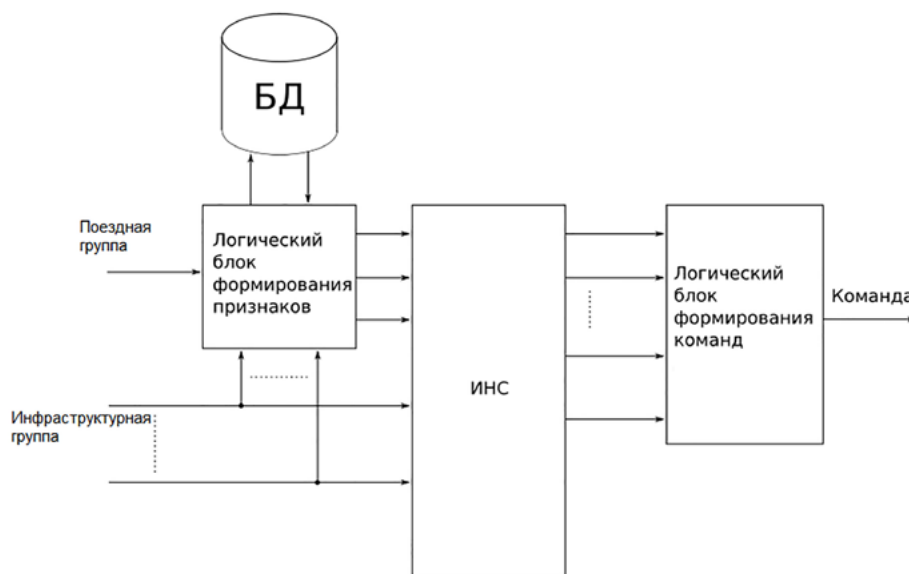 БД
Поездная
группа
Логический
блок
формирования
признаков
Инфраструктурная
группа
ИНС
Логический
блок
формирования
команд
Команда